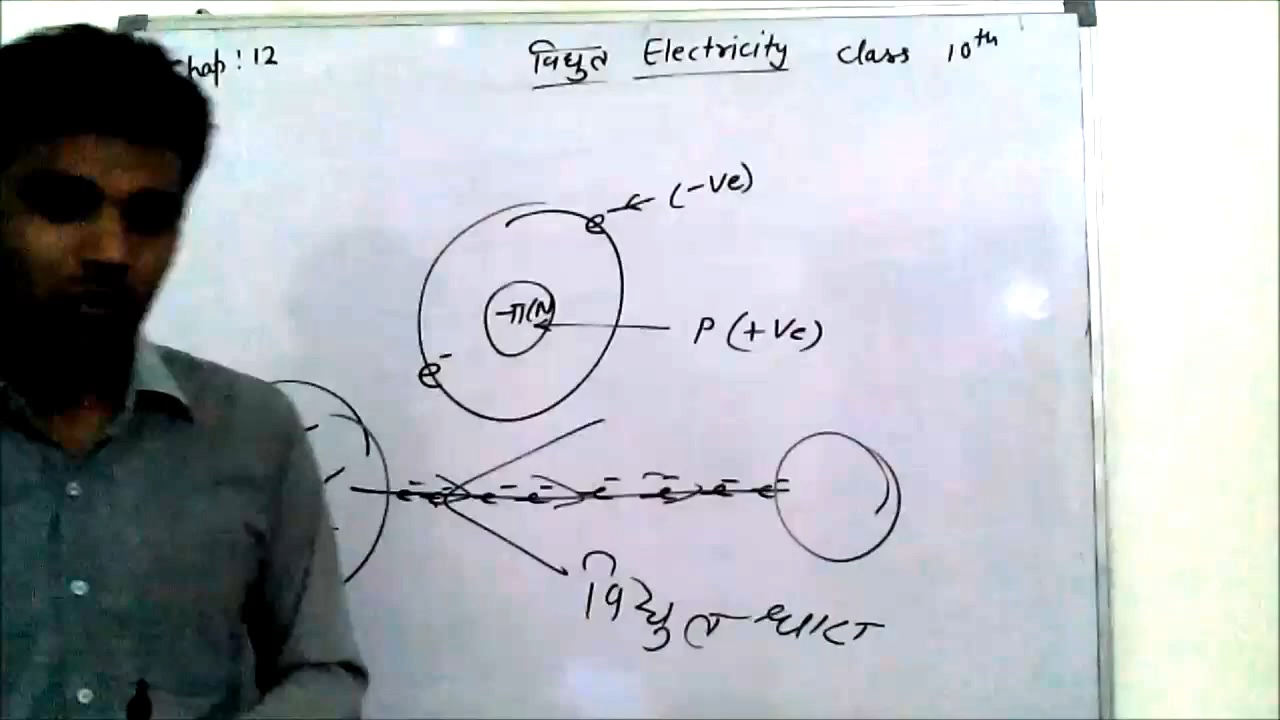 Chap: 12 विद्युत Electricity class 10th
(-ve)
P (+ve)
e-
e- e- e- e- e- e- e- e-
विद्युत धारा